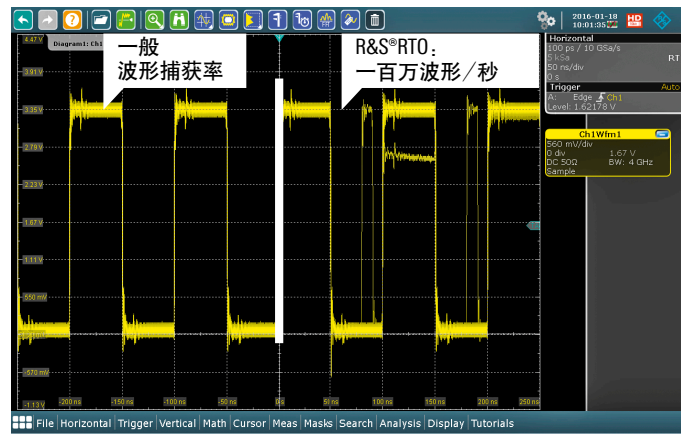 2016-01-18
HD
10:01:35
4.47 V
Diagram1: Ch1
一般
波形捕获率
R&S®RTO:
一百万波形/秒
Horizontal
100 ps / 10 GSa/s
5 kSa
RT
50 ns/div
0 s
Trigger
Auto
A: Edge Ch1
Level: 1.62178 V
Ch1Wfm1
560 mV/div
0 div 1.67 V
DC 50Ω BW: 4 GHz
Sample
3.91 V
3.35 V
2.79 V
2.23 V
1.67 V
1.11 V
550 mV
-570 mV
-1.13 V
-200 ns
-150 ns
-100 ns
-50 ns
0 s
50 ns
100 ns
150 ns
200 ns
250 ns
File Horizontal Trigger Vertical Math Cursor Meas Masks Search Analysis Display Tutorials